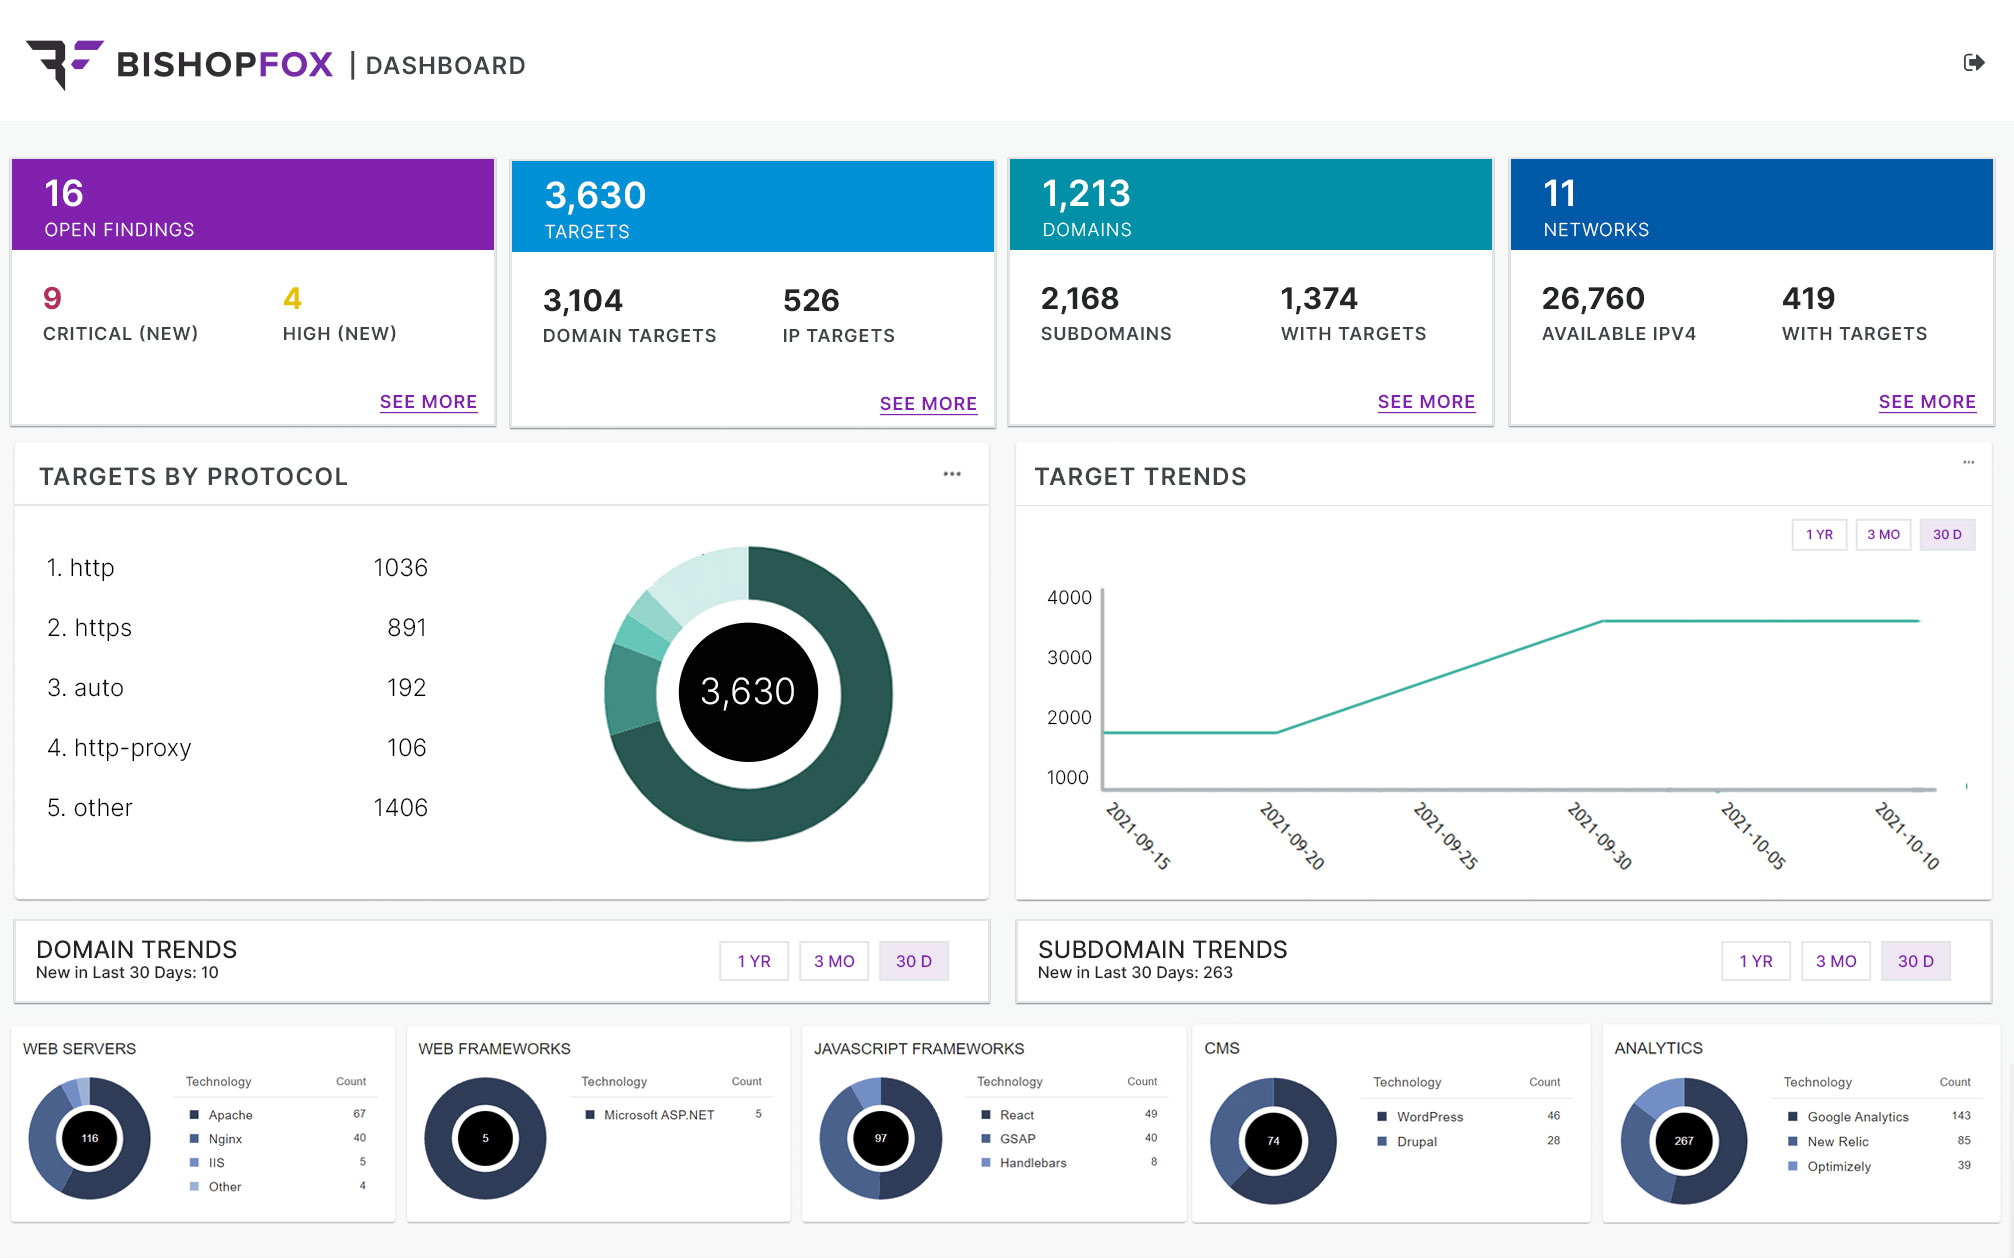 BISHOPFOX | DASHBOARD
16
OPEN FINDINGS
9
CRITICAL (NEW)
4
HIGH (NEW)
SEE MORE
3,630
TARGETS
3,104
DOMAIN TARGETS
526
IP TARGETS
SEE MORE
1,213
DOMAINS
2,168
SUBDOMAINS
1,374
WITH TARGETS
SEE MORE
11
NETWORKS
26,760
AVAILABLE IPV4
419
WITH TARGETS
SEE MORE
TARGETS BY PROTOCOL
1. http 1036
2. https 891
3. auto 192
4. http-proxy 106
5. other 1406
3,630
TARGET TRENDS
1 YR 3 MO 30 D
4000
3000
2000
1000
2021-09-15
2021-09-20
2021-09-25
2021-09-30
2021-10-05
2021-10-10
DOMAIN TRENDS
New in Last 30 Days: 10
1 YR 3 MO 30 D
SUBDOMAIN TRENDS
New in Last 30 Days: 263
1 YR 3 MO 30 D
WEB SERVERS
116
Technology Count
Apache 67
Nginx 40
IIS 5
Other 4
WEB FRAMEWORKS
5
Technology Count
Microsoft ASP.NET 5
JAVASCRIPT FRAMEWORKS
97
Technology Count
React 49
GSAP 40
Handlebars 8
CMS
74
Technology Count
WordPress 46
Drupal 28
ANALYTICS
267
Technology Count
Google Analytics 143
New Relic 85
Optimizely 39